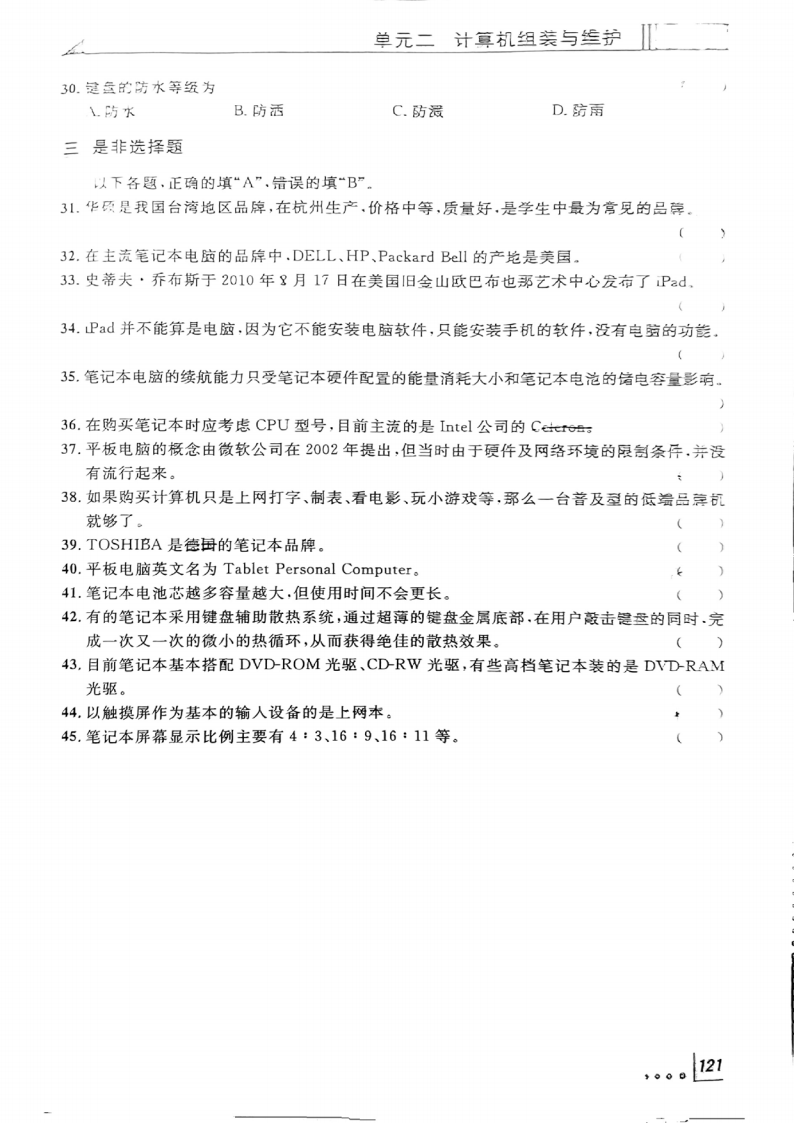 单元二 计算机组装与维护
30. 键盘的防水等级为 ( )
A. 防水 B. 防洒 C. 防溅 D. 防雨
三 是非选择题
以下各题,正确的填“A”,错误的填“B”。
31. 华硕是我国台湾地区品牌,在杭州生产,价格中等,质量好,是学生中最为常见的品牌。
( )
32. 在主流笔记本电脑的品牌中,DELL、HP、Packard Bell 的产地是美国。 ( )
33. 史蒂夫·乔布斯于 2010 年 8 月 17 日在美国旧金山欧巴布也那艺术中心发布了 iPad。
( )
34. iPad 并不能算是电脑,因为它不能安装电脑软件,只能安装手机的软件,没有电脑的功能。
( )
35. 笔记本电脑的续航能力只受笔记本硬件配置的能量消耗大小和笔记本电池的储电容量影响。
)
36. 在购买笔记本时应考虑 CPU 型号,目前主流的是 Intel 公司的 Celeron。 )
37. 平板电脑的概念由微软公司在 2002 年提出,但当时由于硬件及网络环境的限制条件,并没
有流行起来。 ( )
38. 如果购买计算机只是上网打字、制表、看电影、玩小游戏等,那么一台普及型的低端品牌机
就够了。 ( )
39. TOSHIBA 是德国的笔记本品牌。 ( )
40. 平板电脑英文名为 Tablet Personal Computer。 ( )
41. 笔记本电池芯越多容量越大,但使用时间不会更长。 ( )
42. 有的笔记本采用键盘辅助散热系统,通过超薄的键盘金属底部,在用户敲击键盘的同时,完
成一次又一次的微小的热循环,从而获得绝佳的散热效果。 ( )
43. 目前笔记本基本搭配 DVD-ROM 光驱、CD-RW 光驱,有些高档笔记本装的是 DVD-RAM
光驱。 ( )
44. 以触摸屏作为基本的输入设备的是上网本。 ( )
45. 笔记本屏幕显示比例主要有 4∶3、16∶9、16∶11 等。 ( )
121